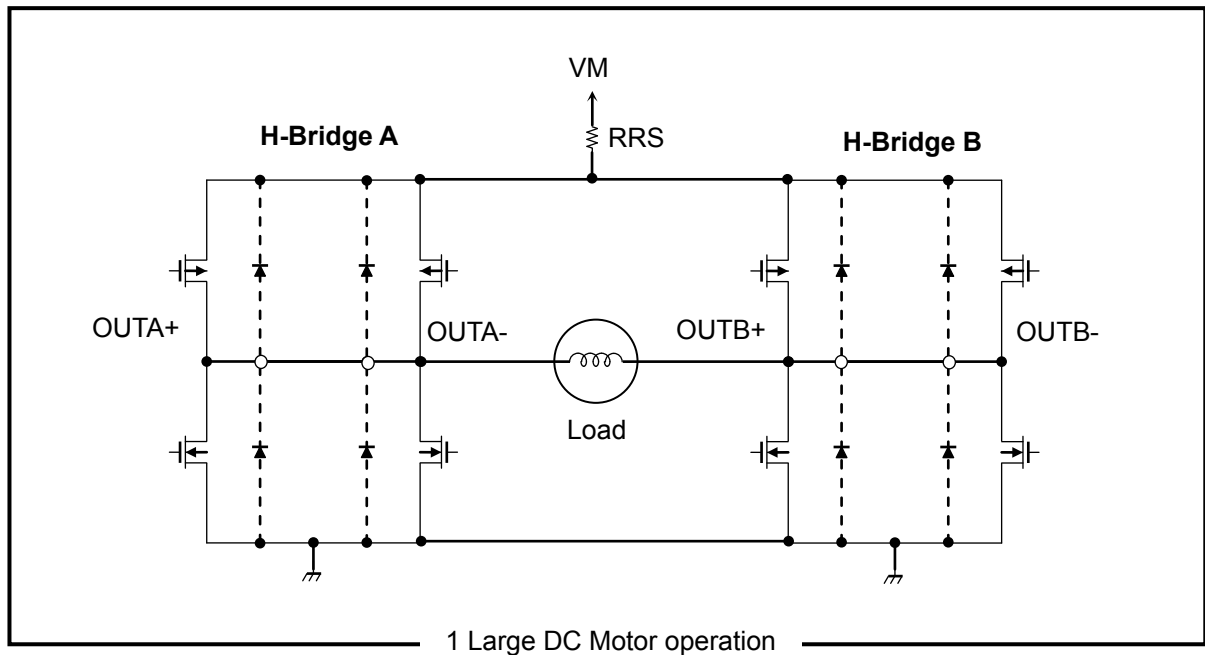 VM
RRS
H-Bridge A
H-Bridge B
OUTA+
OUTA-
OUTB+
OUTB-
Load
1 Large DC Motor operation